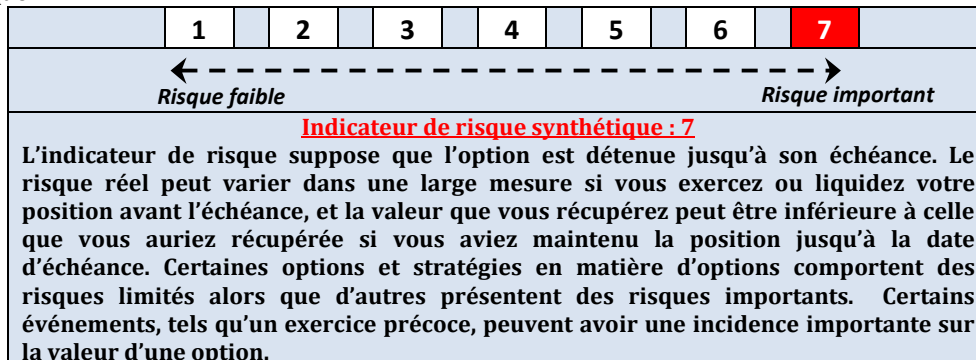 1 2 3 4 5 6 7
Risque faible Risque important
Indicateur de risque synthétique : 7
L’indicateur de risque suppose que l’option est détenue jusqu’à son échéance. Le
risque réel peut varier dans une large mesure si vous exercez ou liquidez votre
position avant l’échéance, et la valeur que vous récupérez peut être inférieure à celle
que vous auriez récupérée si vous aviez maintenu la position jusqu’à la date
d’échéance. Certaines options et stratégies en matière d’options comportent des
risques limités alors que d’autres présentent des risques importants. Certains
événements, tels qu’un exercice précoce, peuvent avoir une incidence importante sur
la valeur d’une option.